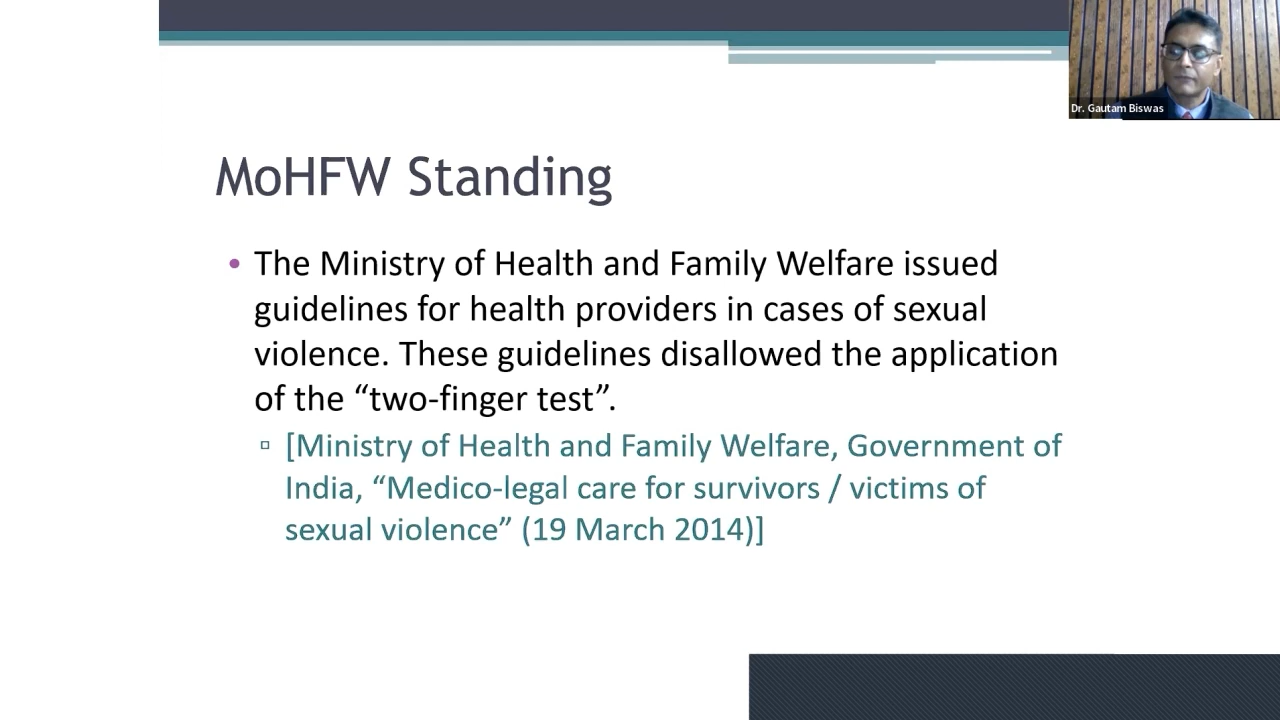 Dr. Gautam Biswas
MoHFW Standing
• The Ministry of Health and Family Welfare issued
guidelines for health providers in cases of sexual
violence. These guidelines disallowed the application
of the “two-finger test”.
▫ [Ministry of Health and Family Welfare, Government of
India, “Medico-legal care for survivors / victims of
sexual violence” (19 March 2014)]